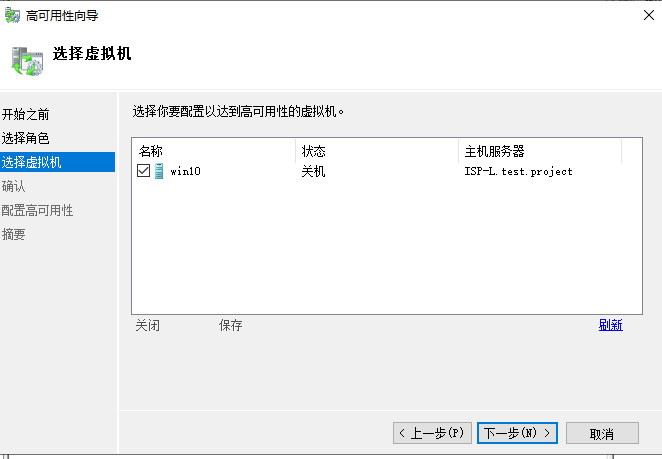 高可用性向导
选择虚拟机
开始之前
选择角色
选择虚拟机
确认
配置高可用性
摘要
选择你要配置以达到高可用性的虚拟机。
名称 状态 主机服务器
win10 关机 ISP-L.test.project
关闭 保存 刷新
< 上一步(P) 下一步(N) > 取消